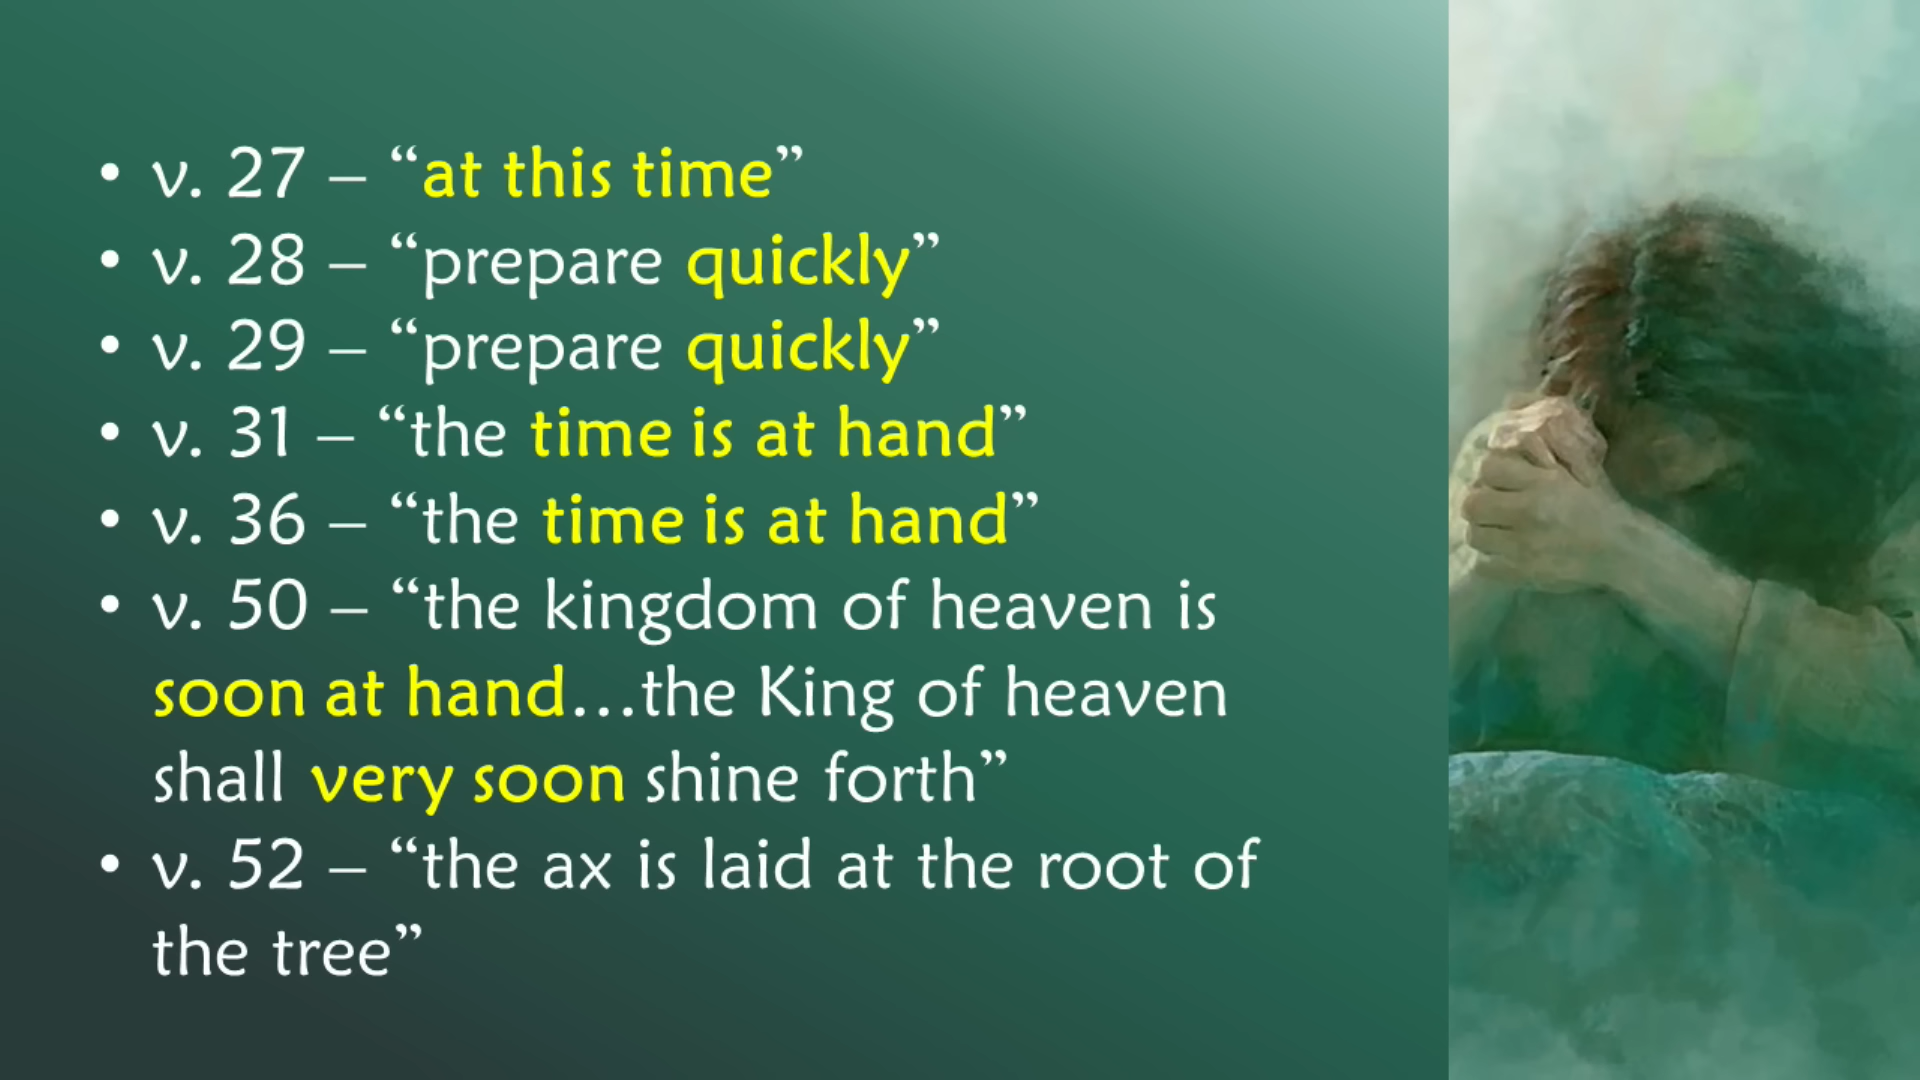 • v. 27 – “at this time”
• v. 28 – “prepare quickly”
• v. 29 – “prepare quickly”
• v. 31 – “the time is at hand”
• v. 36 – “the time is at hand”
• v. 50 – “the kingdom of heaven is
soon at hand…the King of heaven
shall very soon shine forth”
• v. 52 – “the ax is laid at the root of
the tree”